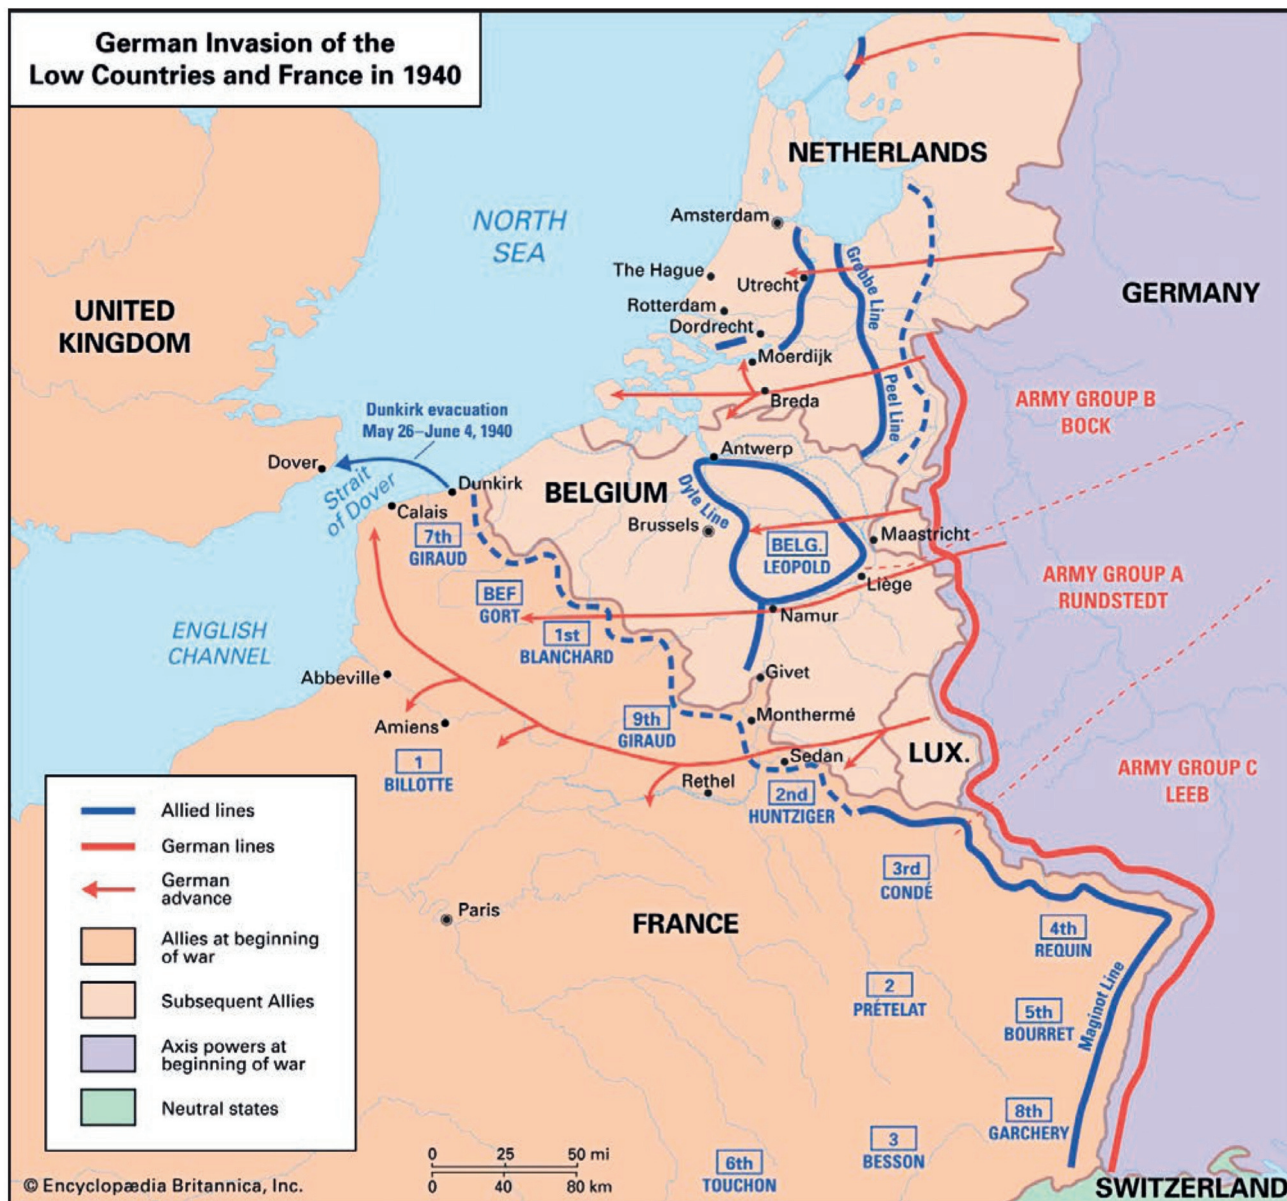 German Invasion of the
Low Countries and France in 1940
NETHERLANDS
NORTH
SEA
Amsterdam
The Hague
Utrecht
Grebbe Line
Rotterdam
Dordrecht
Moerdijk
Peel Line
Breda
GERMANY
UNITED
KINGDOM
ARMY GROUP B
BOCK
Dunkirk evacuation
May 26–June 4, 1940
Dover
Strait
of Dover
Dunkirk
Calais
7th
GIRAUD
BELGIUM
Antwerp
Dyle Line
Brussels
BELG.
LEOPOLD
Maastricht
Liège
BEF
GORT
1st
BLANCHARD
Namur
ARMY GROUP A
RUNDSTEDT
ENGLISH
CHANNEL
Abbeville
Givet
Amiens
9th
GIRAUD
Monthermé
1
BILLOTTE
Sedan
LUX.
Rethel
2nd
HUNTZIGER
ARMY GROUP C
LEEB
3rd
CONDÉ
Paris
FRANCE
4th
REQUIN
2
PRÉTELAT
5th
BOURRET
Maginot Line
8th
GARCHERY
3
BESSON
6th
TOUCHON
SWITZERLAND
Allied lines
German lines
German
advance
Allies at beginning
of war
Subsequent Allies
Axis powers at
beginning of war
Neutral states
0 25 50 mi
0 40 80 km
© Encyclopædia Britannica, Inc.